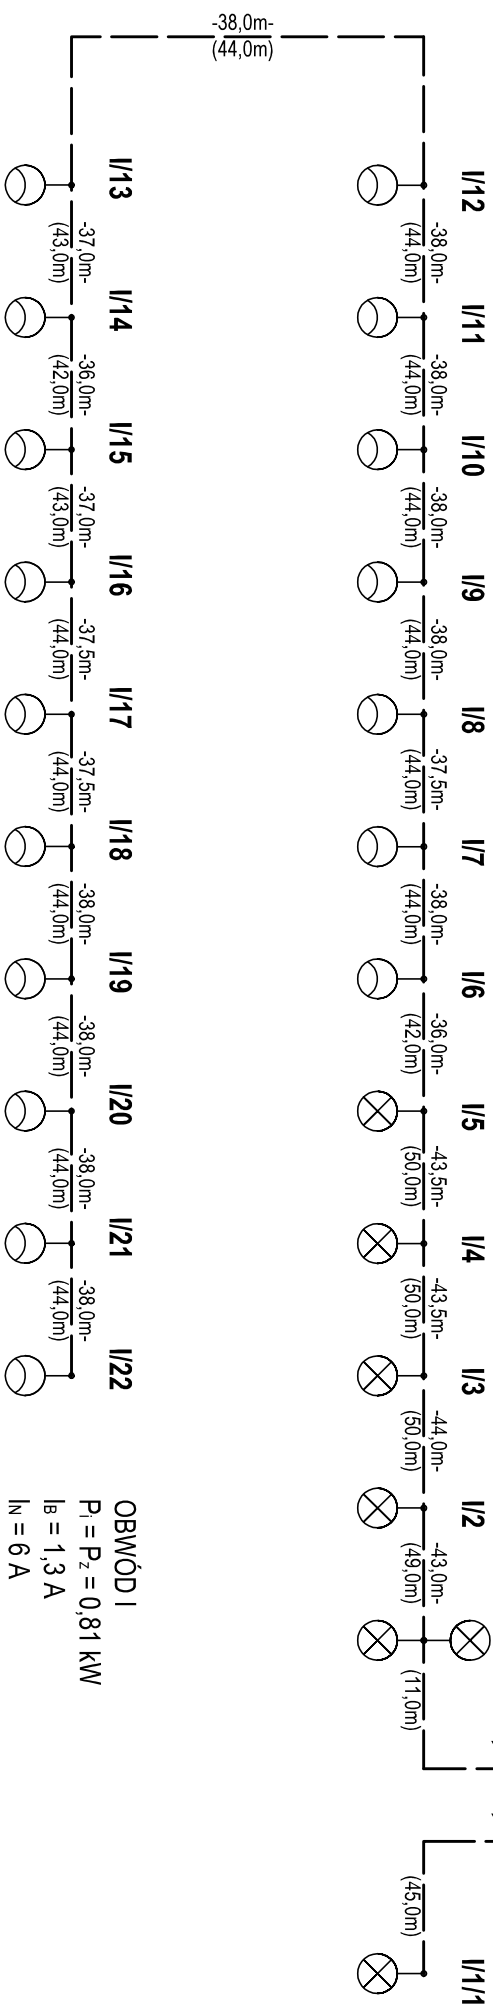 -38,0m-
(44,0m)
I/12
-38,0m-
(44,0m)
I/11
-38,0m-
(44,0m)
I/10
-38,0m-
(44,0m)
I/9
-38,0m-
(44,0m)
I/8
-37,5m-
(44,0m)
I/7
-38,0m-
(44,0m)
I/6
-36,0m-
(42,0m)
I/5
-43,5m-
(50,0m)
I/4
-43,5m-
(50,0m)
I/3
-44,0m-
(50,0m)
I/2
-43,0m-
(49,0m)
(11,0m)
(45,0m)
I/1/1
I/13
-37,0m-
(43,0m)
I/14
-36,0m-
(42,0m)
I/15
-37,0m-
(43,0m)
I/16
-37,5m-
(44,0m)
I/17
-37,5m-
(44,0m)
I/18
-38,0m-
(44,0m)
I/19
-38,0m-
(44,0m)
I/20
-38,0m-
(44,0m)
I/21
-38,0m-
(44,0m)
I/22
OBWÓD I
Pi = Pz = 0,81 kW
IB = 1,3 A
IN = 6 A